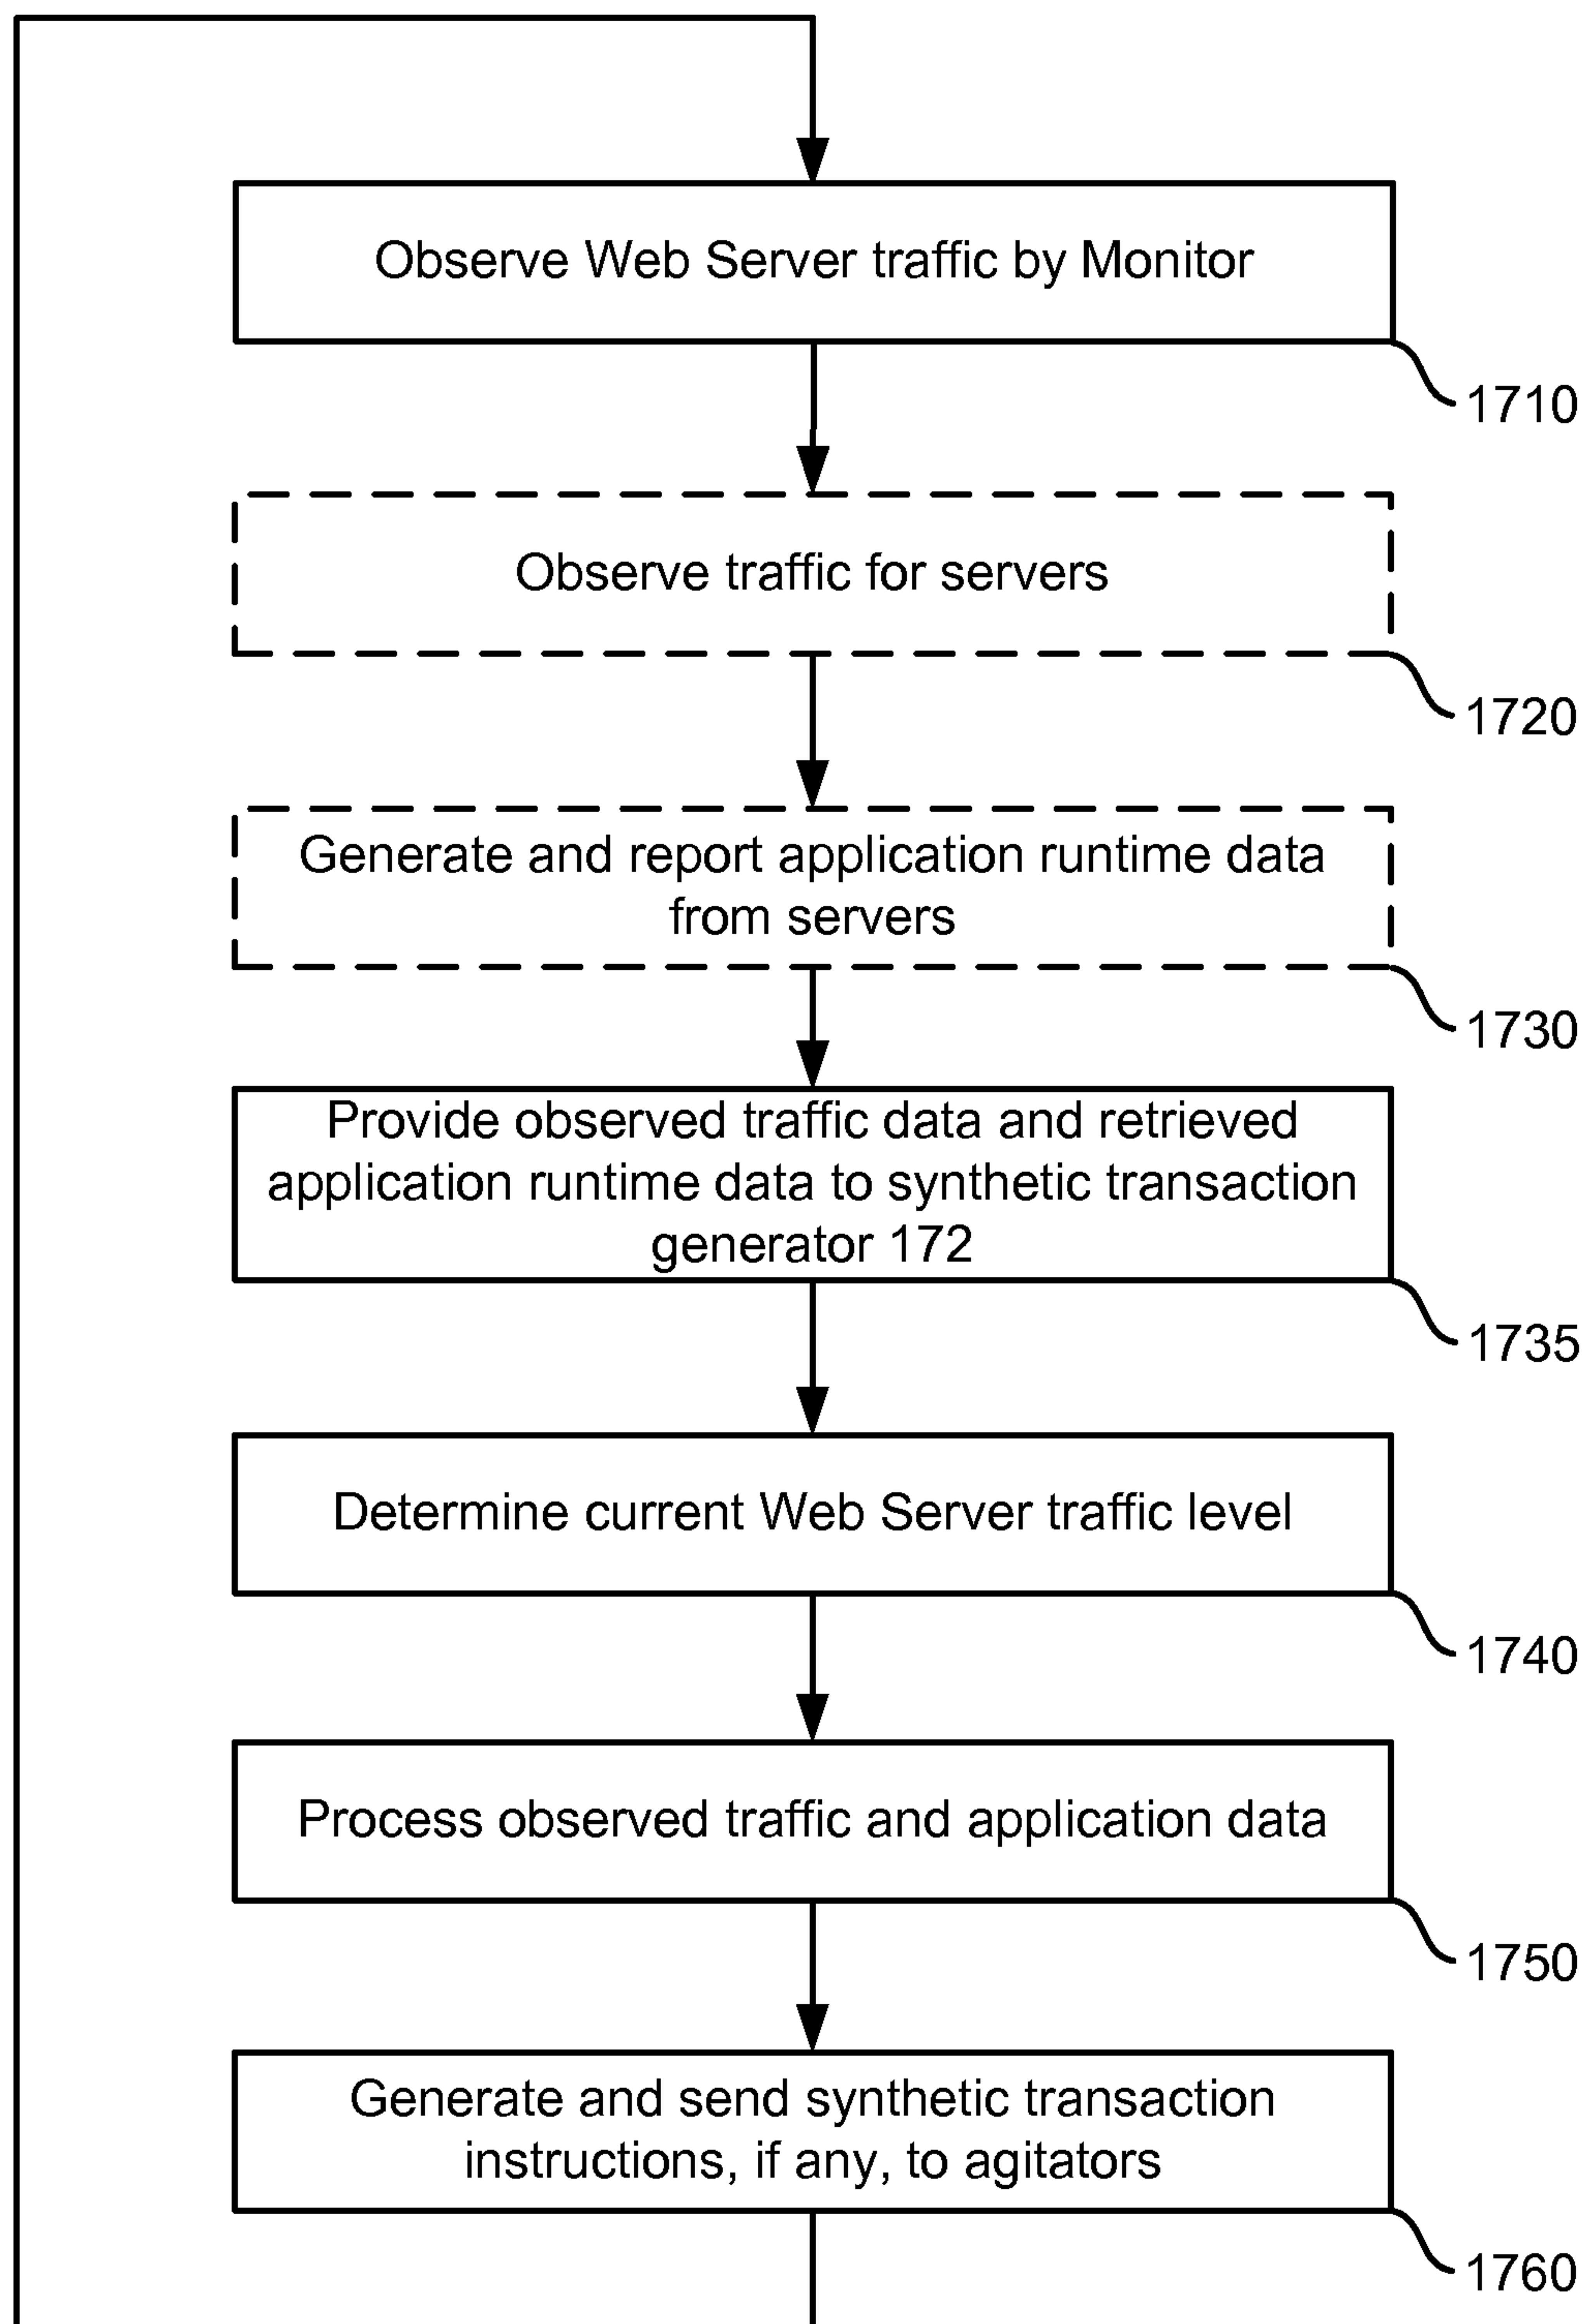 Observe Web Server traffic by Monitor
1710
Observe traffic for servers
1720
Generate and report application runtime data
from servers
1730
Provide observed traffic data and retrieved
application runtime data to synthetic transaction
generator 172
1735
Determine current Web Server traffic level
1740
Process observed traffic and application data
1750
Generate and send synthetic transaction
instructions, if any, to agitators
1760